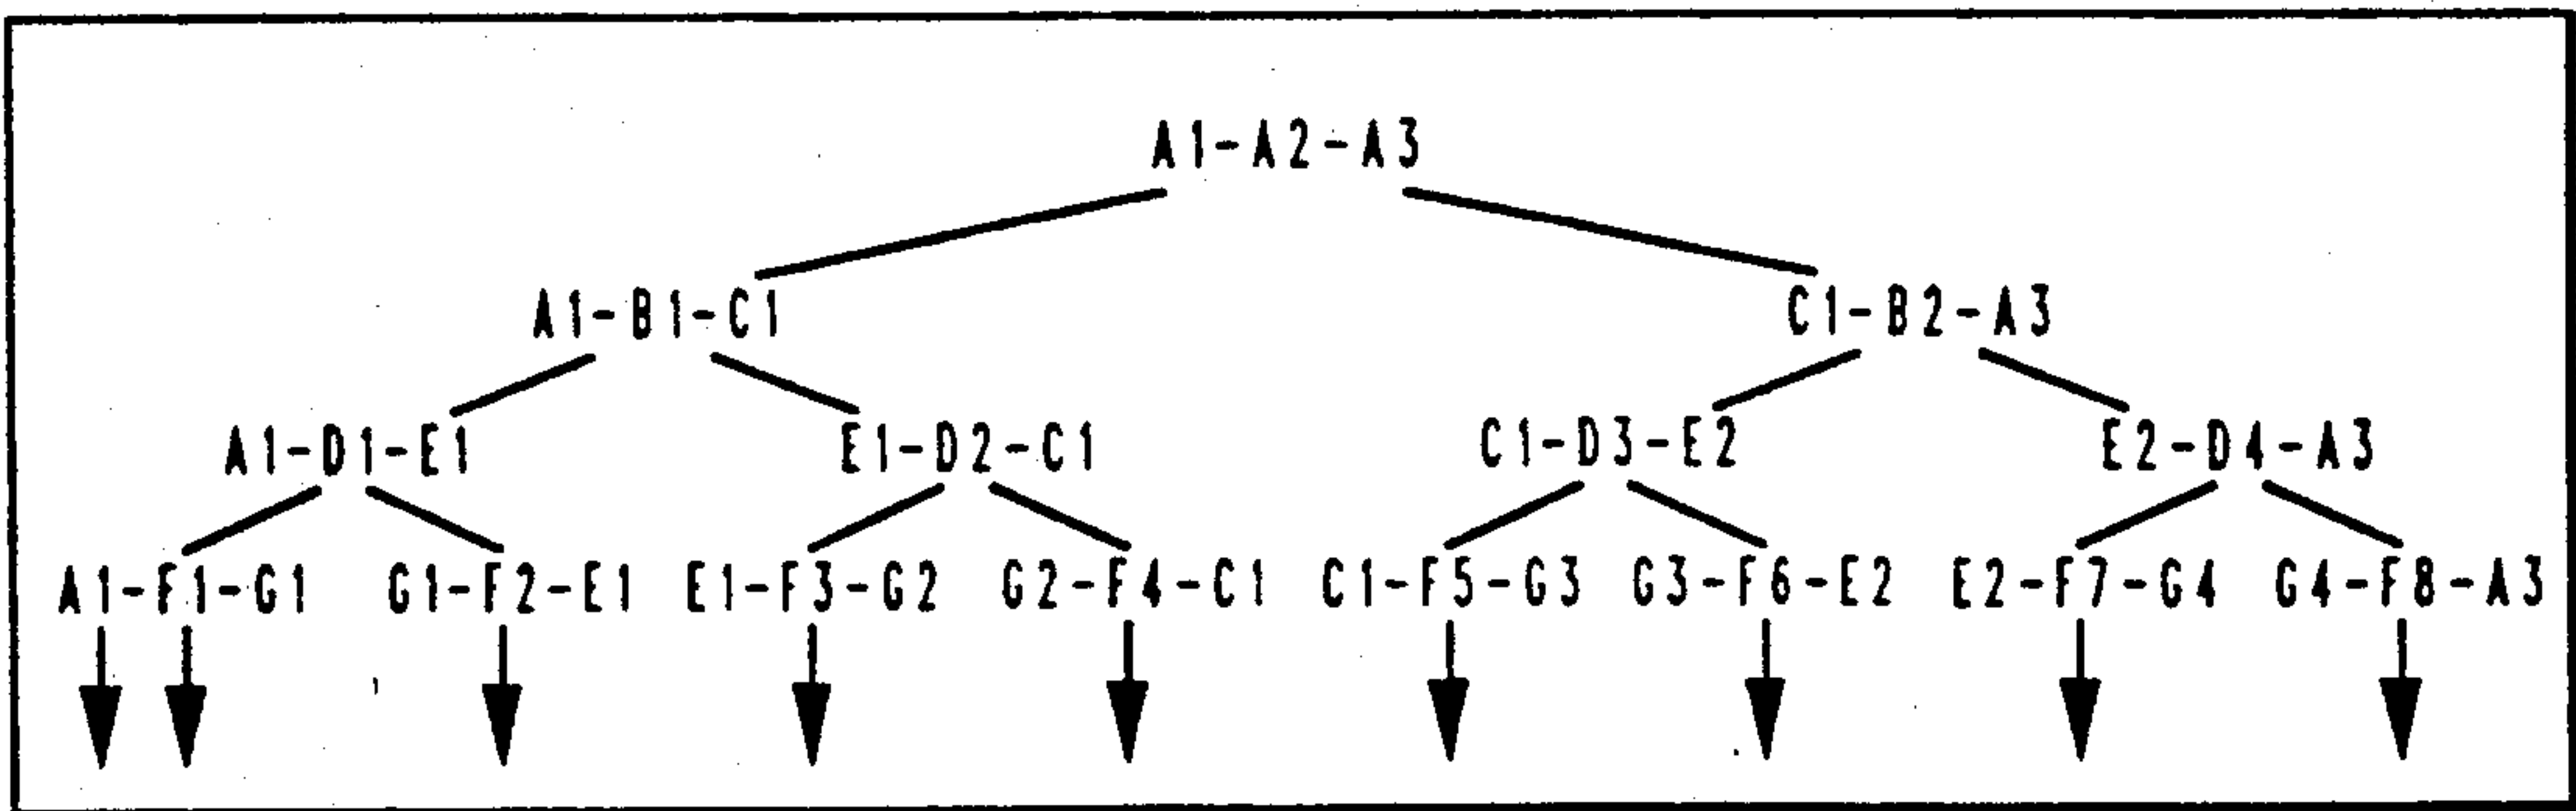 A1-A2-A3
A1-B1-C1 C1-B2-A3
A1-D1-E1 E1-D2-C1 C1-D3-E2 E2-D4-A3
A1-F1-G1 G1-F2-E1 E1-F3-G2 G2-F4-C1 C1-F5-G3 G3-F6-E2 E2-F7-G4 G4-F8-A3